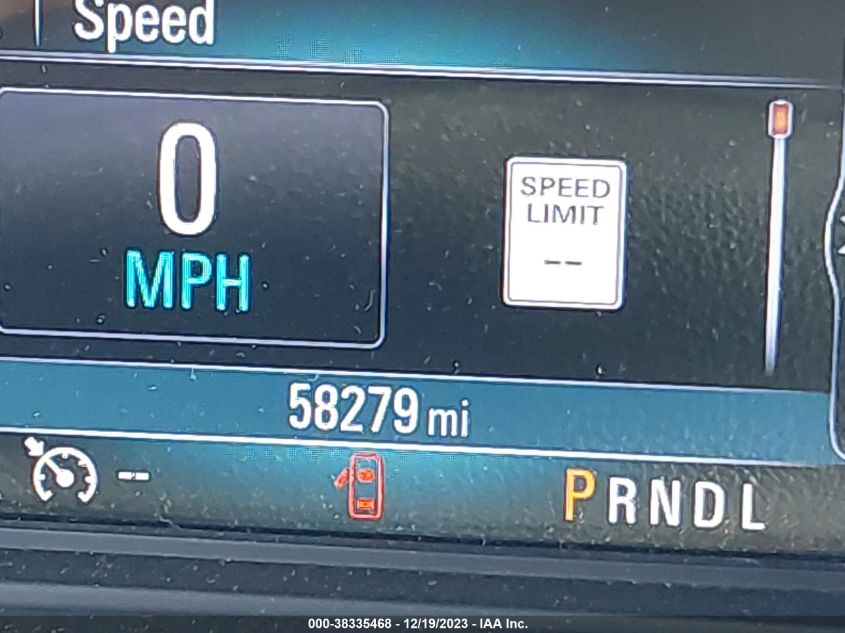 Speed
0
MPH
SPEED
LIMIT
--
58279 mi
--
PRNDL
000-38335468 - 12/19/2023 - IAA Inc.